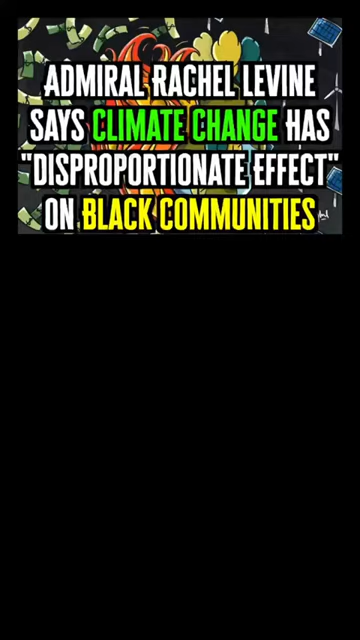 ADMIRAL RACHEL LEVINE
SAYS CLIMATE CHANGE HAS
"DISPROPORTIONATE EFFECT"
ON BLACK COMMUNITIES